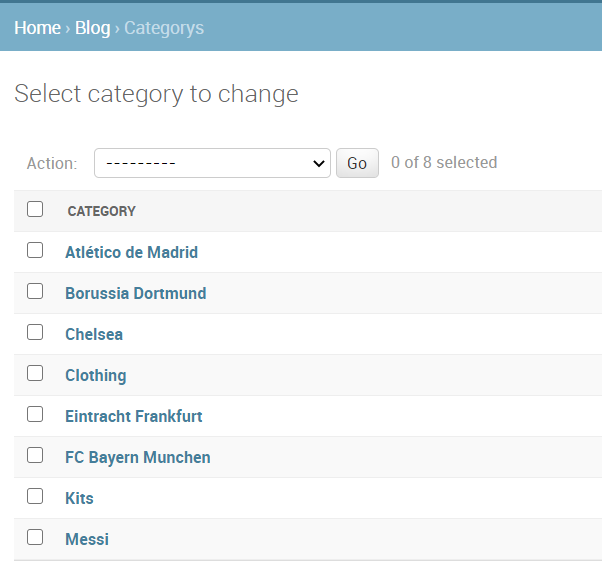 Home › Blog › Categorys
Select category to change
Action: --------- Go 0 of 8 selected
CATEGORY
Atlético de Madrid
Borussia Dortmund
Chelsea
Clothing
Eintracht Frankfurt
FC Bayern Munchen
Kits
Messi